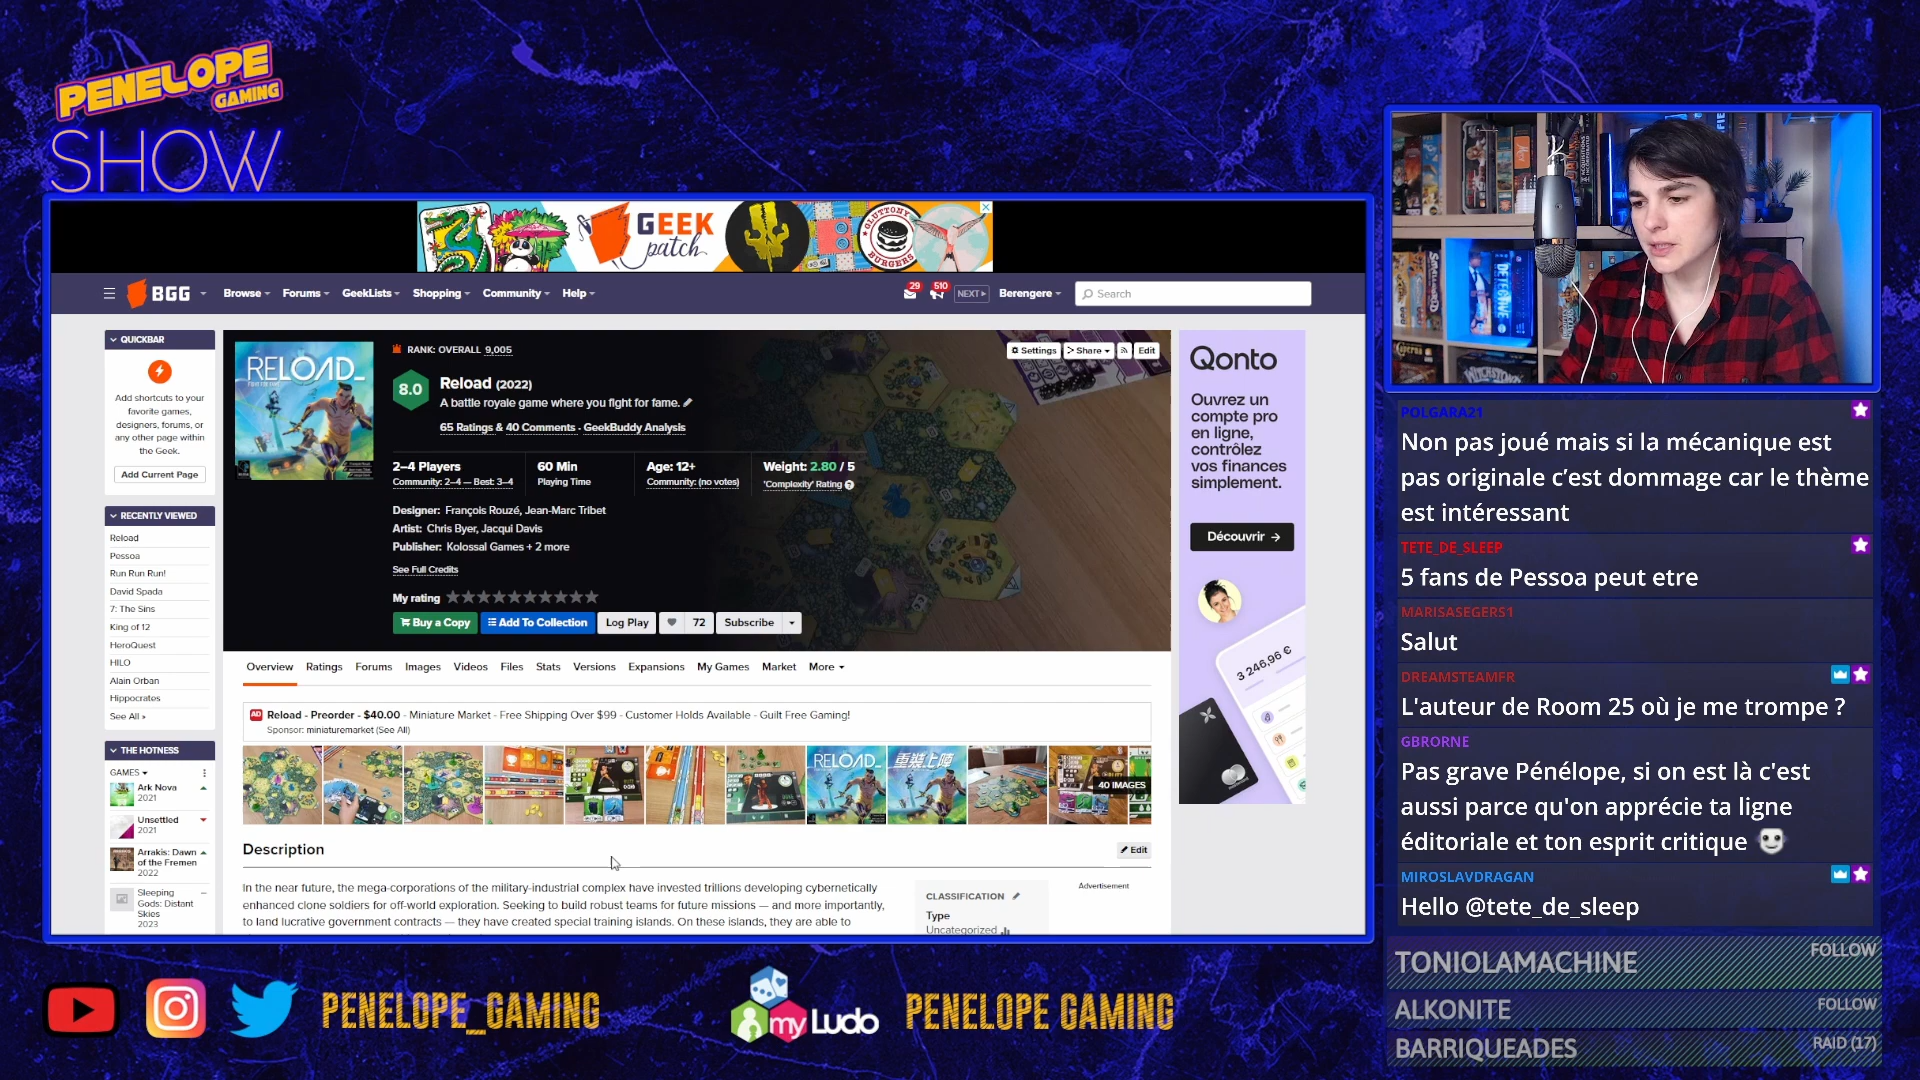 PENELOPE
GAMING
SHOW
GEEK
patch
GLUTTONY
BURGERS
BGG
Browse
Forums
GeekLists
Shopping
Community
Help
29
510
NEXT
Berengere
Search
QUICKBAR
Add shortcuts to your
favorite games,
designers, forums, or
any other page within
the Geek.
Add Current Page
RECENTLY VIEWED
Reload
Pessoa
Run Run Run!
David Spada
7: The Sins
King of 12
HeroQuest
HILO
Alain Orban
Hippocrates
See All »
THE HOTNESS
GAMES
Ark Nova
2021
Unsettled
2021
Arrakis: Dawn
of the Fremen
2022
Sleeping
Gods: Distant
Skies
2023
RELOAD_
RANK: OVERALL 9,005
Settings
Share
Edit
8.0
Reload (2022)
A battle royale game where you fight for fame.
65 Ratings & 40 Comments · GeekBuddy Analysis
2–4 Players
Community: 2–4 — Best: 3–4
60 Min
Playing Time
Age: 12+
Community: (no votes)
Weight: 2.80 / 5
'Complexity' Rating
Designer: François Rouzé, Jean-Marc Tribet
Artist: Chris Byer, Jacqui Davis
Publisher: Kolossal Games + 2 more
See Full Credits
My rating
Buy a Copy
Add To Collection
Log Play
72
Subscribe
Overview
Ratings
Forums
Images
Videos
Files
Stats
Versions
Expansions
My Games
Market
More
AD
Reload - Preorder - $40.00 - Miniature Market - Free Shipping Over $99 - Customer Holds Available - Guilt Free Gaming!
Sponsor: miniaturemarket (See All)
RELOAD_
重裝上陣
40 IMAGES
Description
Edit
In the near future, the mega-corporations of the military-industrial complex have invested trillions developing cybernetically
enhanced clone soldiers for off-world exploration. Seeking to build robust teams for future missions — and more importantly,
to land lucrative government contracts — they have created special training islands. On these islands, they are able to
CLASSIFICATION
Type
Uncategorized
Advertisement
Qonto
Ouvrez un
compte pro
en ligne,
contrôlez
vos finances
simplement.
Découvrir →
3 246,96 €
DETECTIVE
WITCHSTONE
Caverna
POLGARA21
Non pas joué mais si la mécanique est
pas originale c’est dommage car le thème
est intéressant
TETE_DE_SLEEP
5 fans de Pessoa peut etre
MARISASEGERS1
Salut
DREAMSTEAMFR
L'auteur de Room 25 où je me trompe ?
GBRORNE
Pas grave Pénélope, si on est là c'est
aussi parce qu'on apprécie ta ligne
éditoriale et ton esprit critique
MIROSLAVDRAGAN
Hello @tete_de_sleep
TONIOLAMACHINE
FOLLOW
ALKONITE
FOLLOW
BARRIQUEADES
RAID (17)
PENELOPE_GAMING
myLudo
PENELOPE GAMING